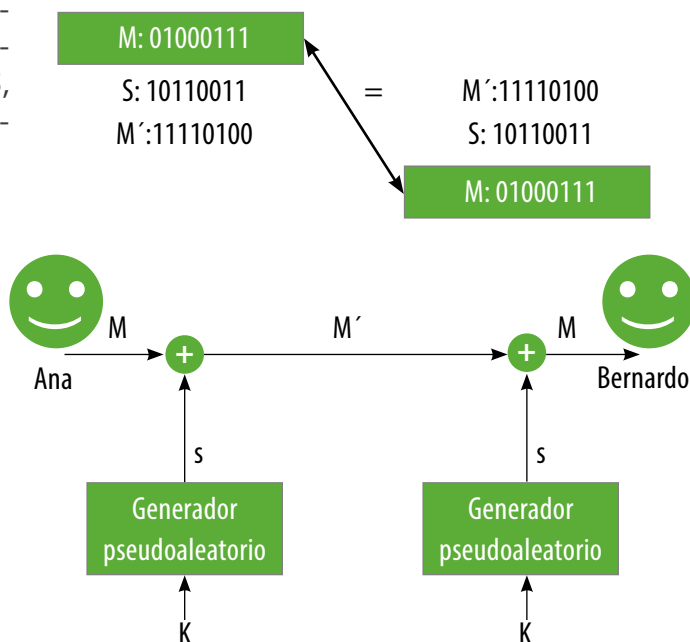 M: 01000111
S: 10110011 = M´:11110100
M´:11110100 S: 10110011
M: 01000111
M M´ M
+ +
Ana Bernardo
s s
Generador pseudoaleatorio
Generador pseudoaleatorio
K K